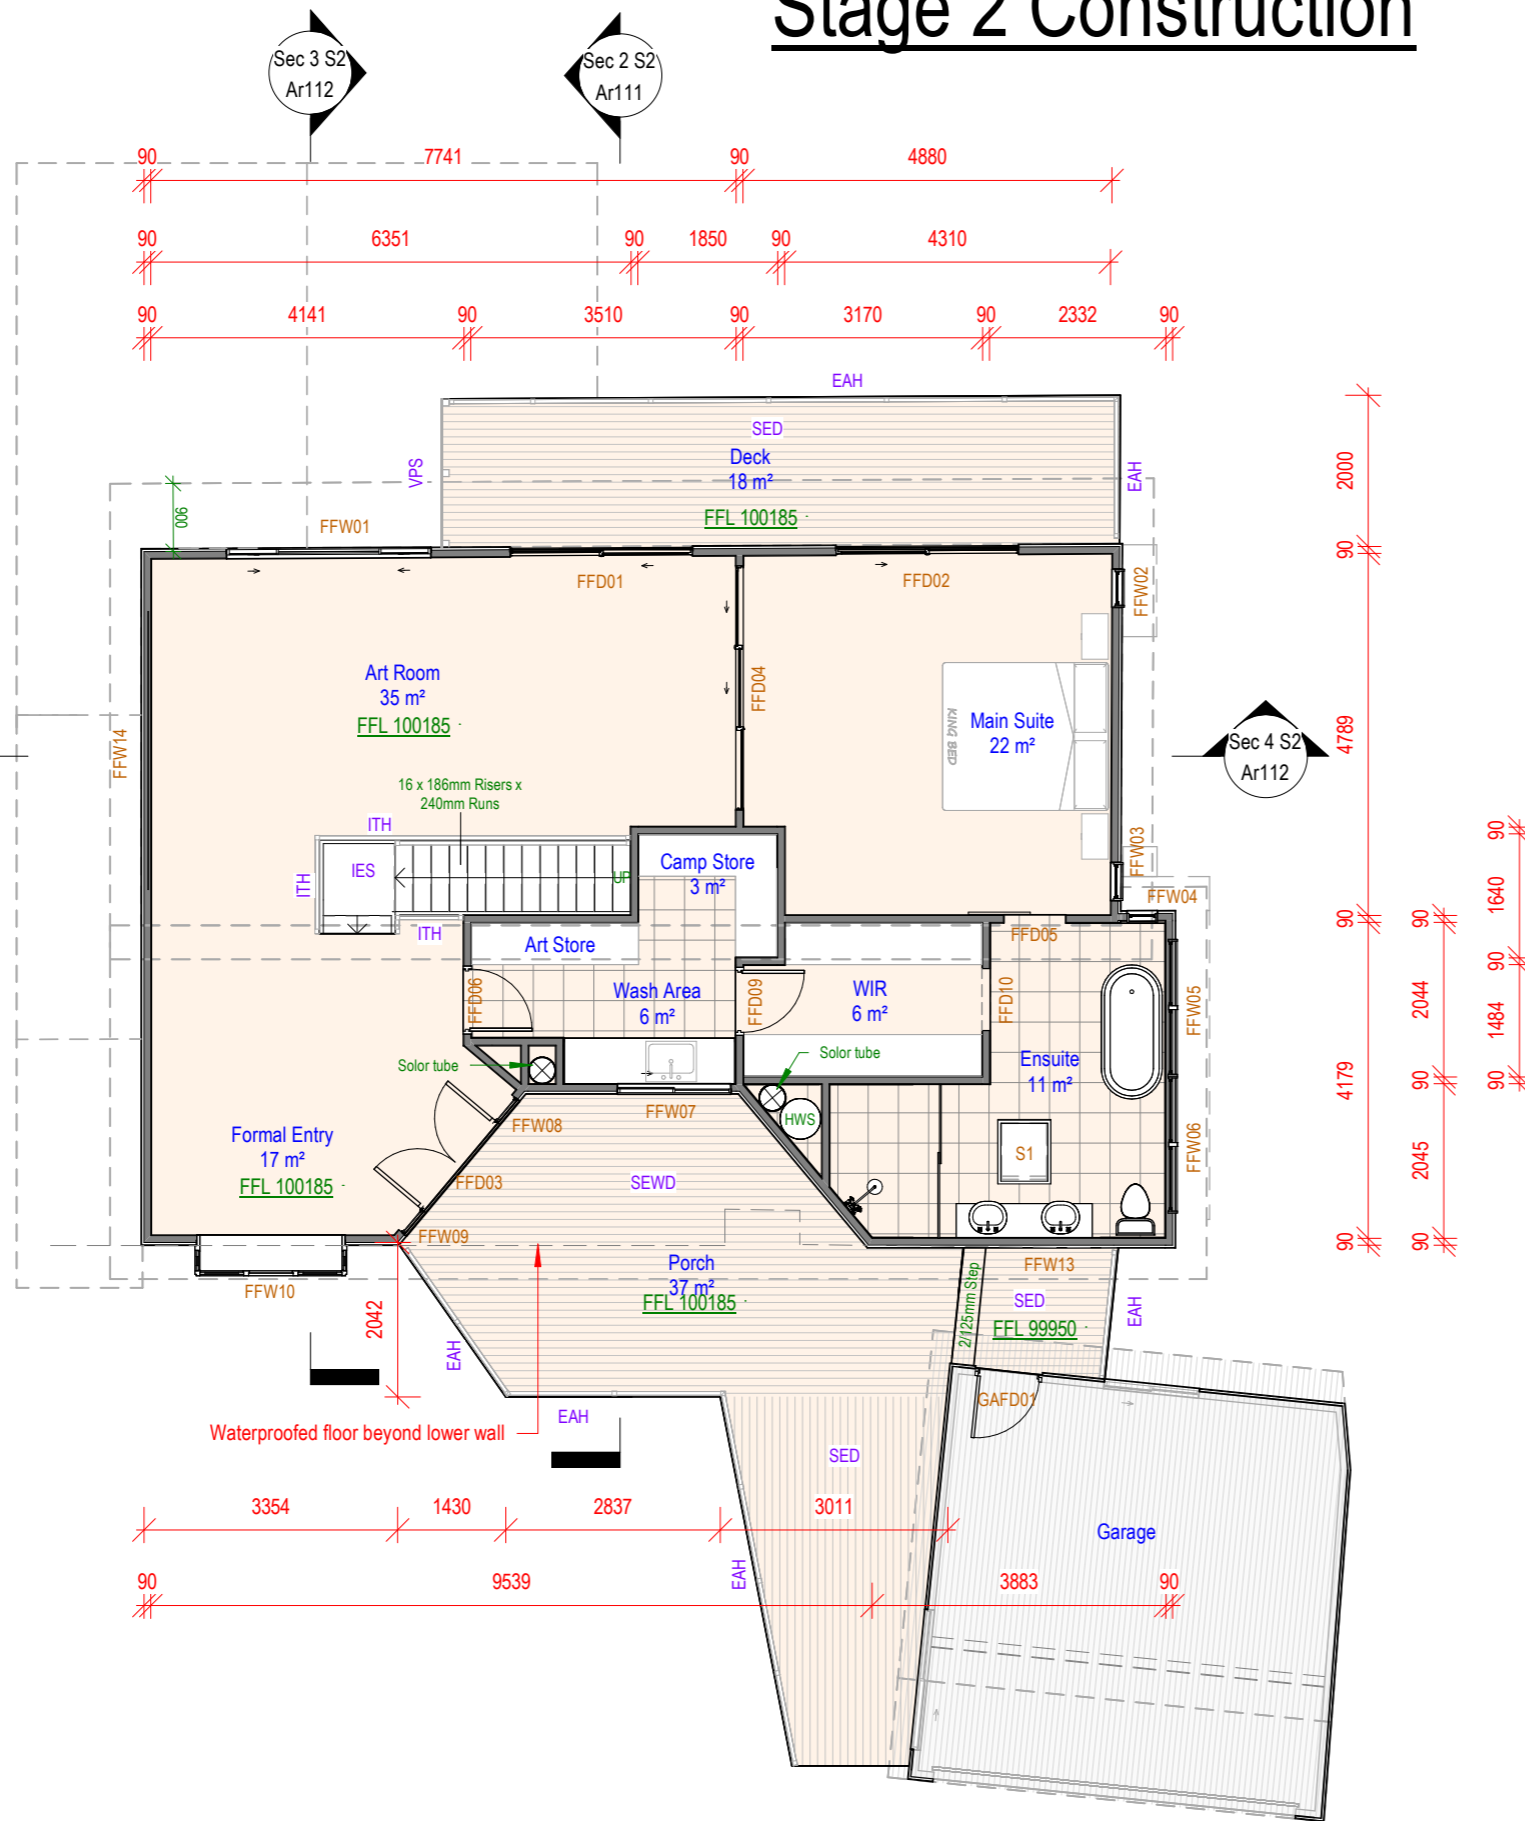 Stage 2 Construction
Sec 3 S2
Ar112
Sec 2 S2
Ar111
90
7741
90
4880
90
6351
90
1850
90
4310
90
4141
90
3510
90
3170
90
2332
90
EAH
SED
Deck
18 m²
FFL 100185
VPS
EAH
900
FFW01
FFD01
FFD02
FFW02
2000
90
4789
90
4179
90
90
2044
90
2045
90
90
1640
90
1484
90
Art Room
35 m²
FFL 100185
FFD04
KING BED
Main Suite
22 m²
FFW14
Sec 4 S2
Ar112
16 x 186mm Risers x
240mm Runs
ITH
ITH
IES
UP
ITH
Camp Store
3 m²
FFW03
FFW04
Art Store
FFD05
FFD06
Wash Area
6 m²
FFD09
WIR
6 m²
FFD10
FFW05
Solor tube
Solor tube
Ensuite
11 m²
HWS
FFW07
FFW08
Formal Entry
17 m²
FFL 100185
FFD03
SEWD
S1
FFW06
FFW09
Porch
37 m²
FFL 100185
FFW13
FFW10
2042
2/125mm Step
SED
FFL 99950
EAH
EAH
GAFD01
EAH
Waterproofed floor beyond lower wall
SED
3354
1430
2837
3011
Garage
EAH
90
9539
3883
90